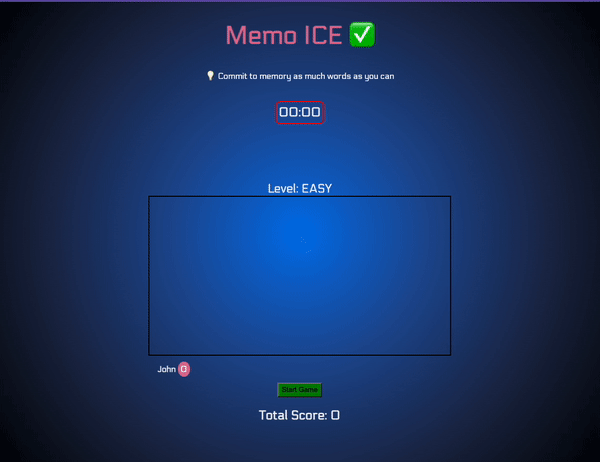 Memo ICE ✅
💡 Commit to memory as much words as you can
00:00
Level: EASY
John 0
Start Game
Total Score: 0